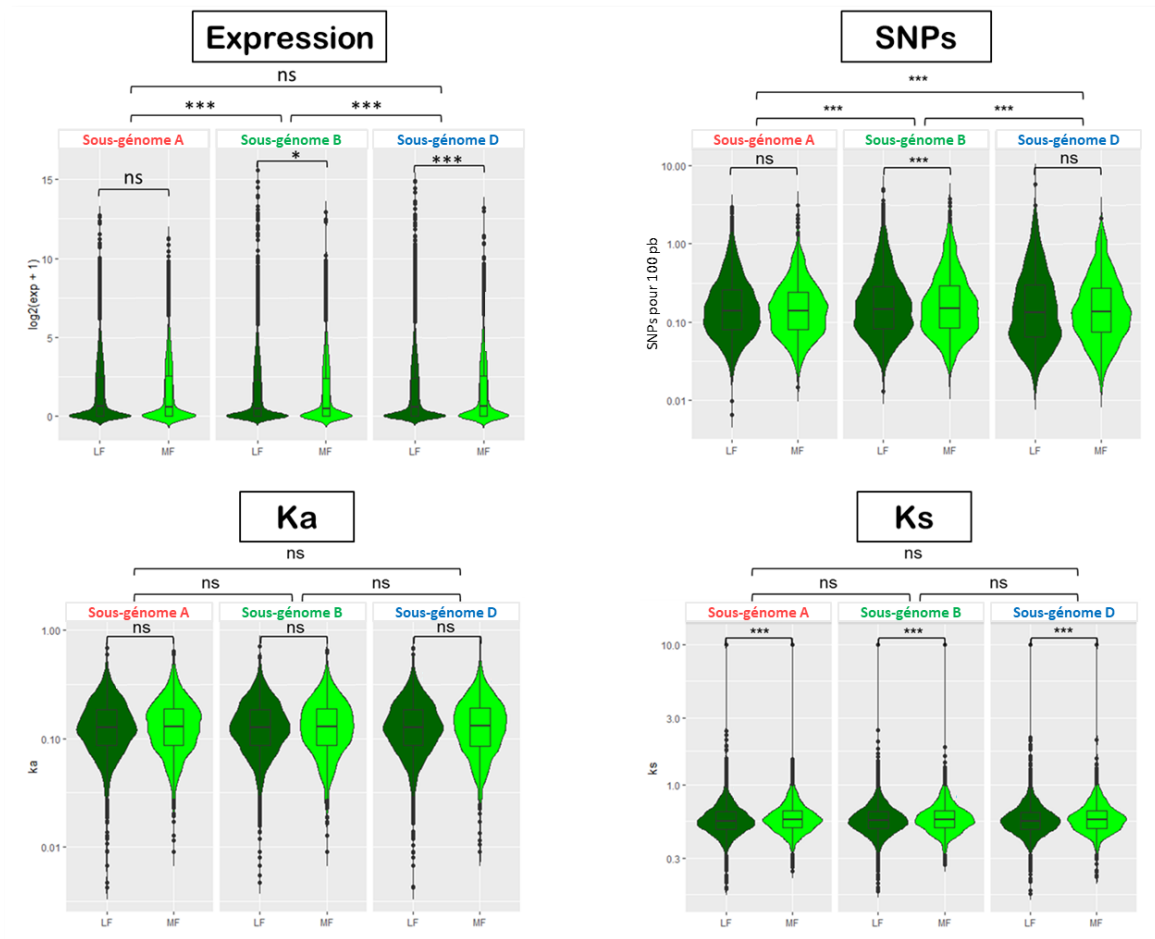 Expression
ns
*** ***
Sous-génome A Sous-génome B Sous-génome D
ns * ***
log2(exp + 1)
15
10
5
0
LF MF LF MF LF MF
SNPs
***
*** ***
Sous-génome A Sous-génome B Sous-génome D
ns *** ns
SNPs pour 100 pb
10.00
1.00
0.10
0.01
LF MF LF MF LF MF
Ka
ns
ns ns
Sous-génome A Sous-génome B Sous-génome D
ns ns ns
ka
1.00
0.10
0.01
LF MF LF MF LF MF
Ks
ns
ns ns
Sous-génome A Sous-génome B Sous-génome D
*** *** ***
ks
10.0
3.0
1.0
0.3
LF MF LF MF LF MF